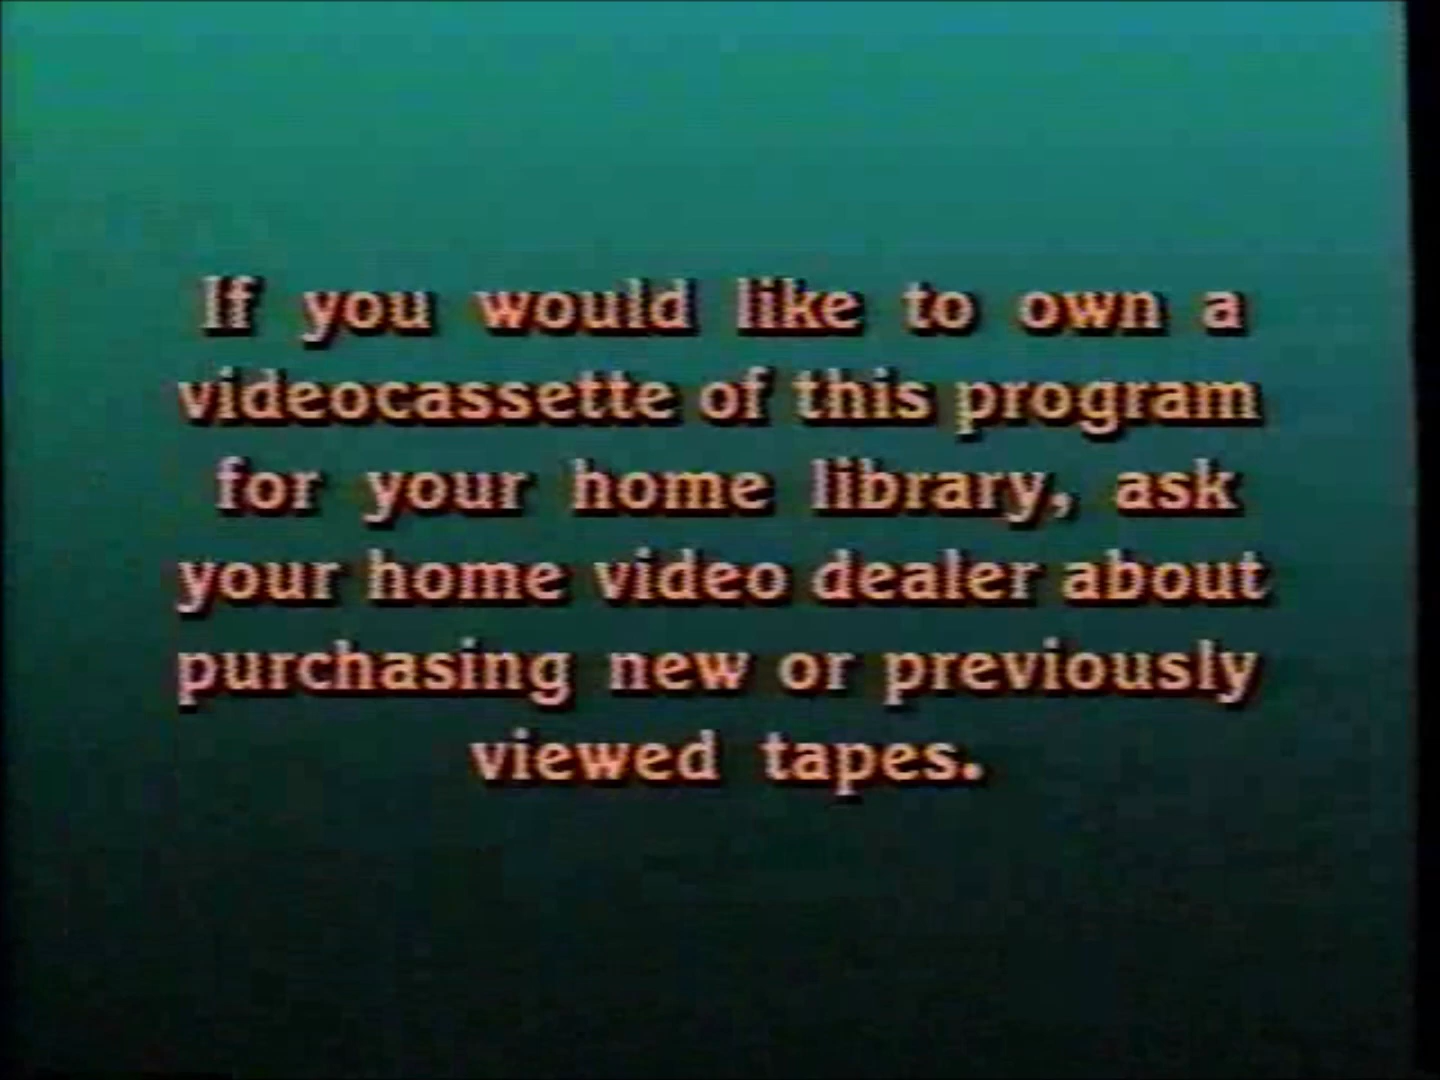 If you would like to own a
videocassette of this program
for your home library, ask
your home video dealer about
purchasing new or previously
viewed tapes.